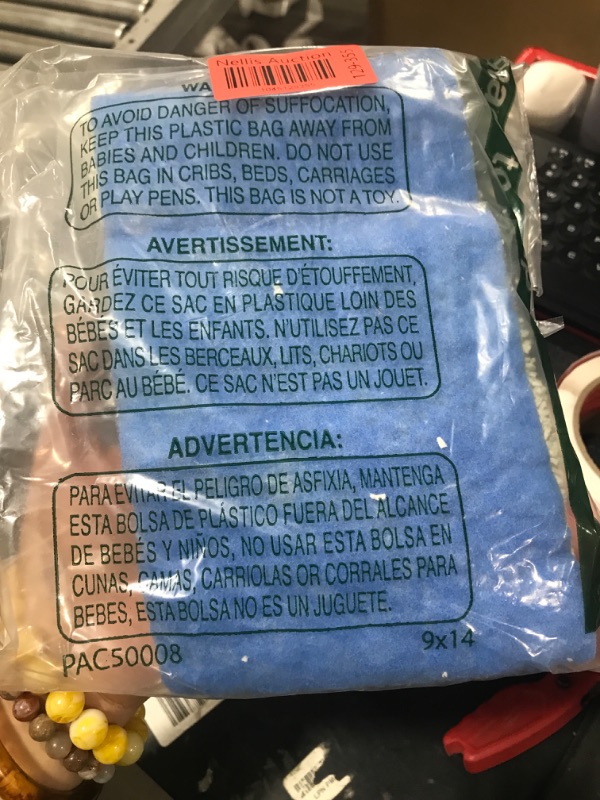 Nellis Auction
129-355
WA
TO AVOID DANGER OF SUFFOCATION,
KEEP THIS PLASTIC BAG AWAY FROM
BABIES AND CHILDREN. DO NOT USE
THIS BAG IN CRIBS, BEDS, CARRIAGES
OR PLAY PENS. THIS BAG IS NOT A TOY.
AVERTISSEMENT:
POUR ÉVITER TOUT RISQUE D'ÉTOUFFEMENT,
GARDEZ CE SAC EN PLASTIQUE LOIN DES
BÉBÉS ET LES ENFANTS. N'UTILISEZ PAS CE
SAC DANS LES BERCEAUX, LITS, CHARIOTS OU
PARC AU BÉBÉ. CE SAC N'EST PAS UN JOUET.
ADVERTENCIA:
PARA EVITAR EL PELIGRO DE ASFIXIA, MANTENGA
ESTA BOLSA DE PLÁSTICO FUERA DEL ALCANCE
DE BEBÉS Y NIÑOS, NO USAR ESTA BOLSA EN
CUNAS, CAMAS, CARRIOLAS OR CORRALES PARA
BEBES, ESTA BOLSA NO ES UN JUGUETE.
PAC50008
9x14